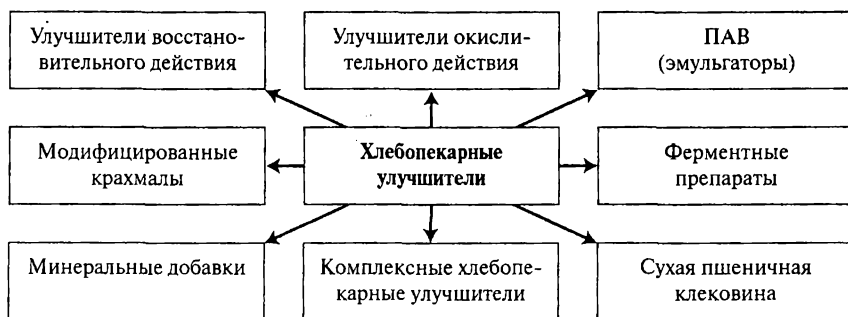 Улучшители восстано-
вительного действия
Улучшители окисли-
тельного действия
ПАВ
(эмульгаторы)
Модифицированные
крахмалы
Хлебопекарные
улучшители
Ферментные
препараты
Минеральные добавки
Комплексные хлебопе-
карные улучшители
Сухая пшеничная
клековина